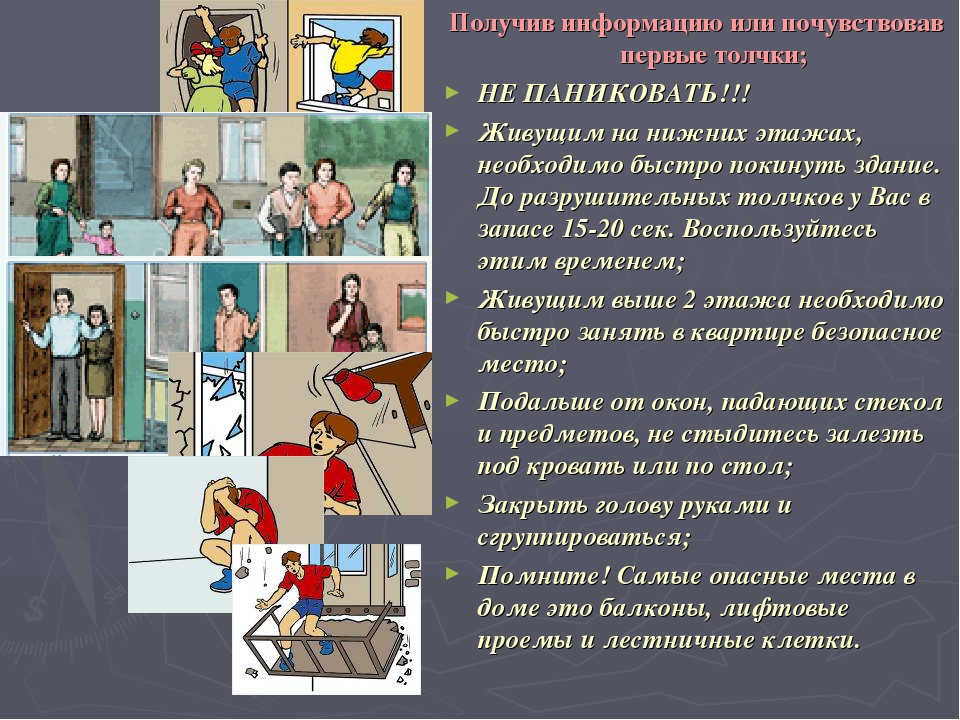 Получив информацию или почувствовав
первые толчки;
НЕ ПАНИКОВАТЬ!!!
Живущим на нижних этажах,
необходимо быстро покинуть здание.
До разрушительных толчков у Вас в
запасе 15-20 сек. Воспользуйтесь
этим временем;
Живущим выше 2 этажа необходимо
быстро занять в квартире безопасное
место;
Подальше от окон, падающих стекол
и предметов, не стыдитесь залезть
под кровать или по стол;
Закрыть голову руками и
сгруппироваться;
Помните! Самые опасные места в
доме это балконы, лифтовые
проемы и лестничные клетки.